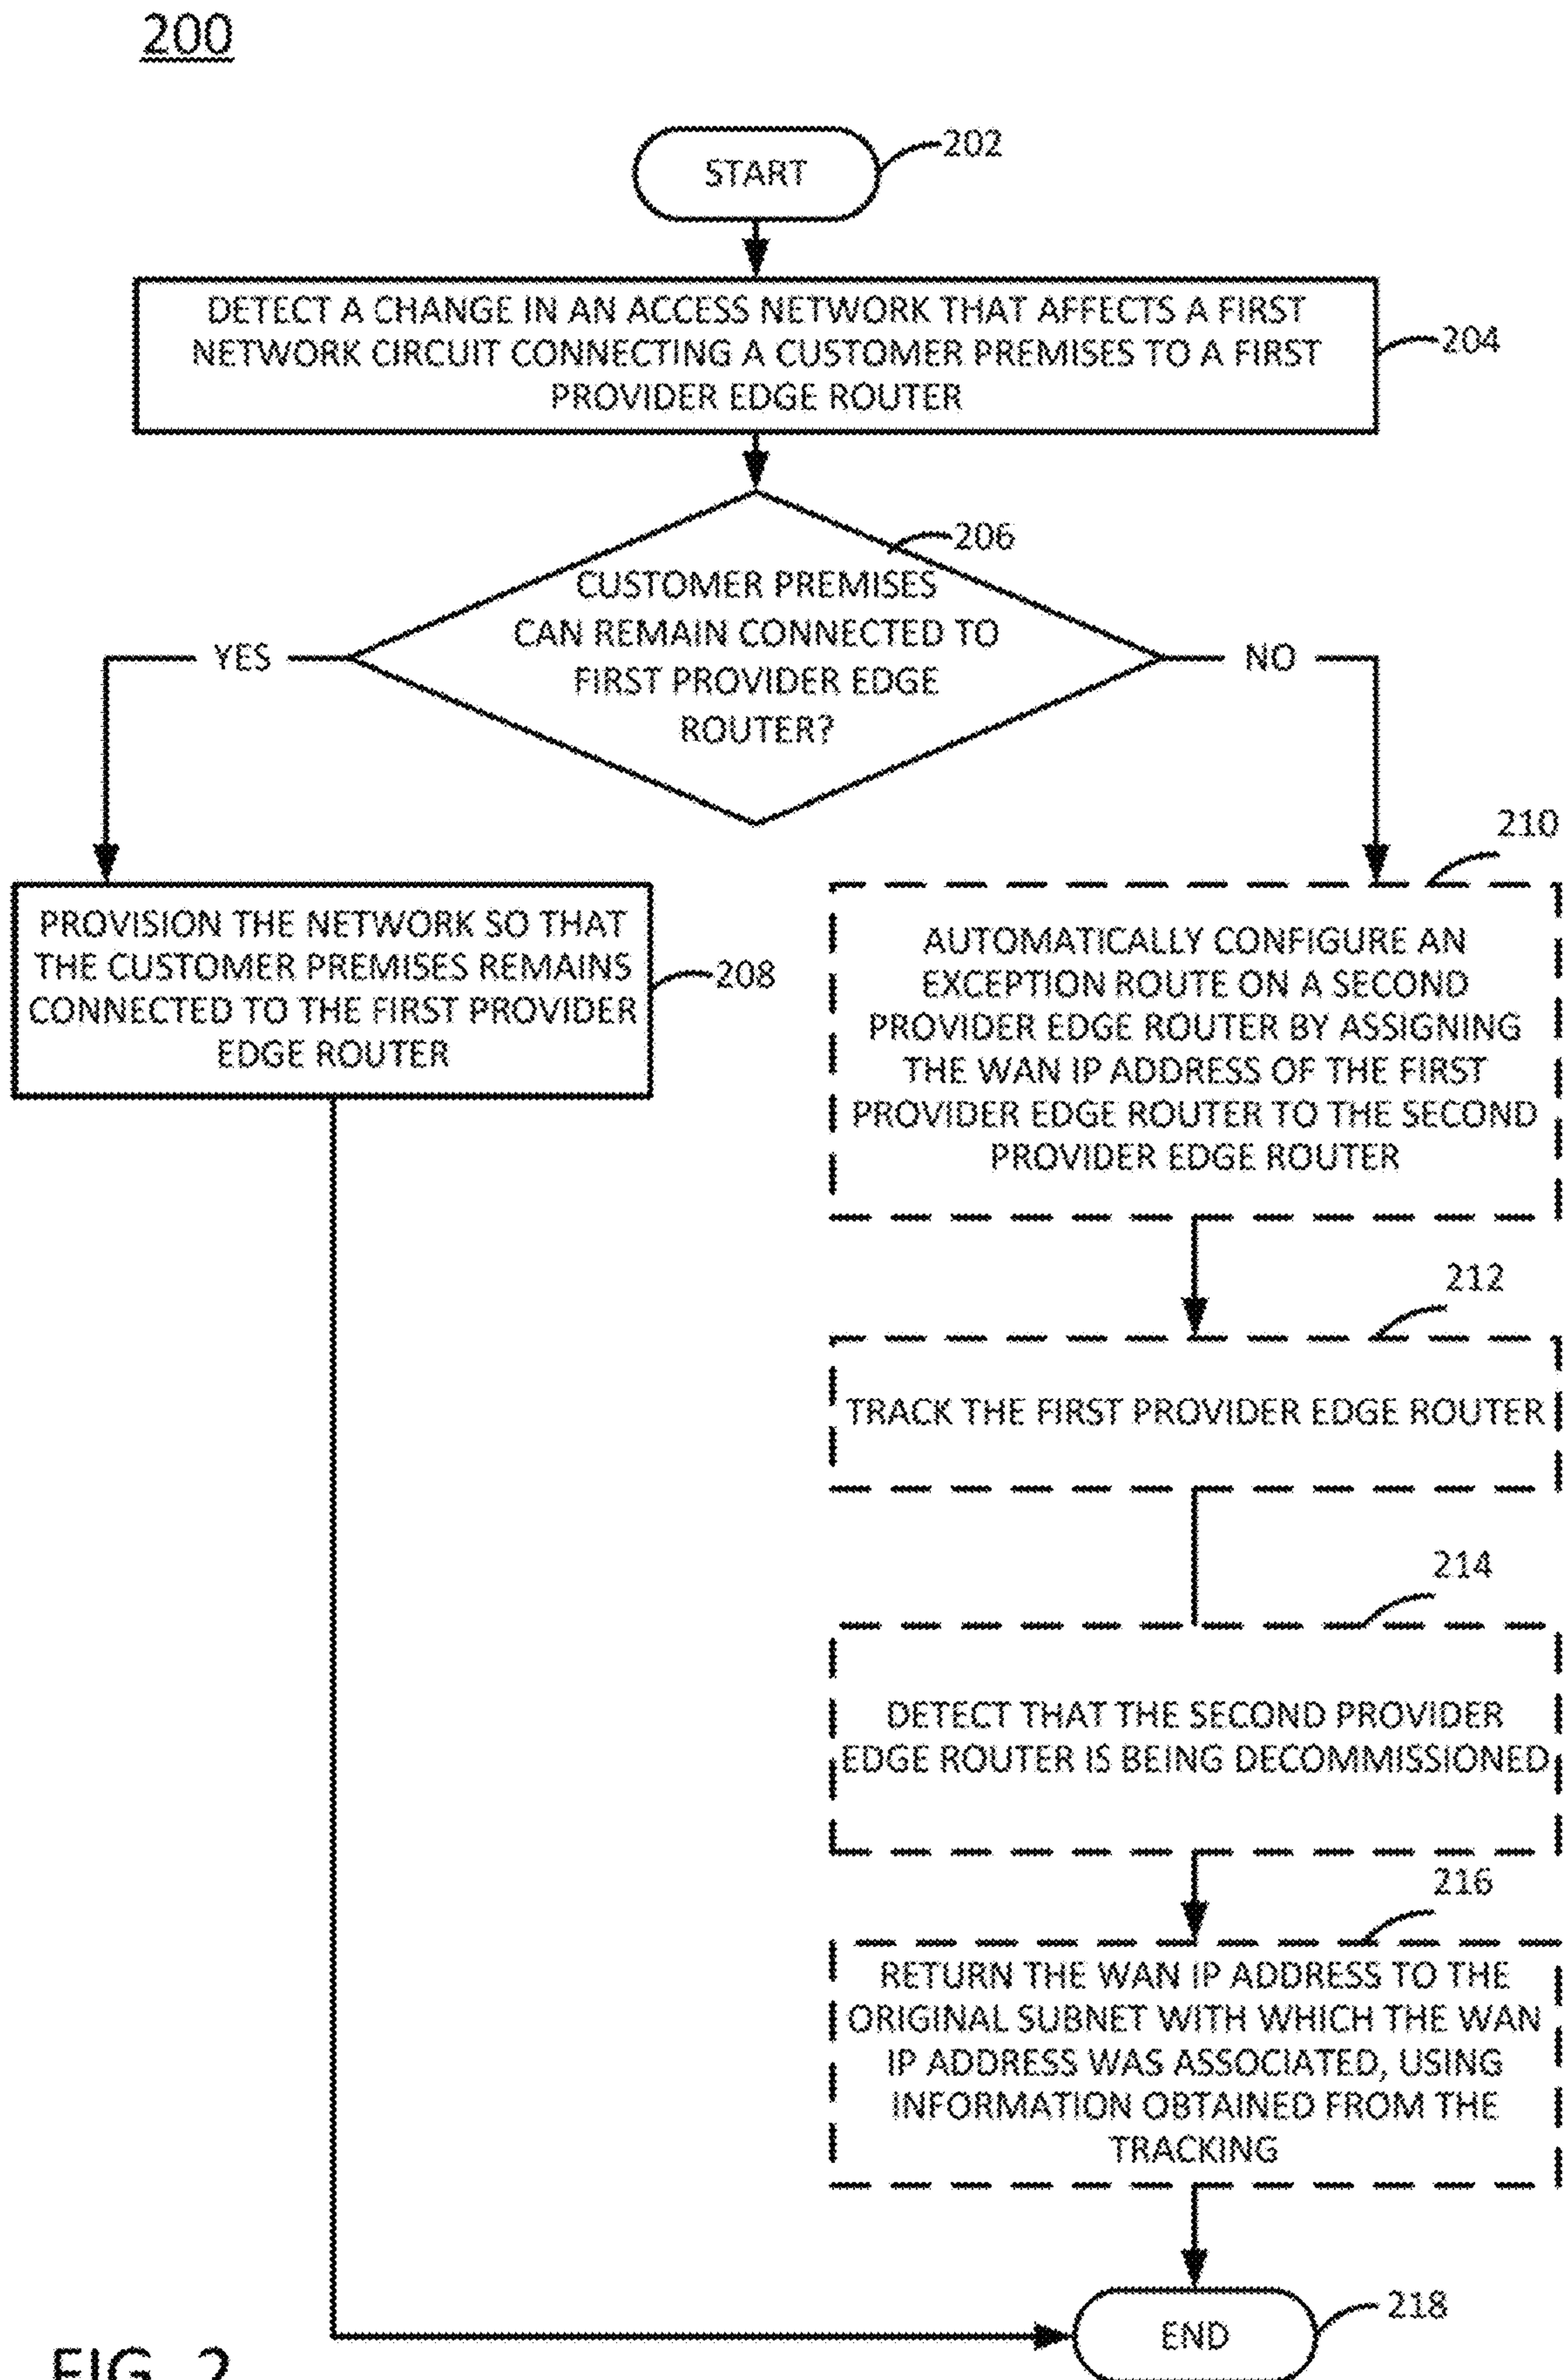 200
START
202
DETECT A CHANGE IN AN ACCESS NETWORK THAT AFFECTS A FIRST
NETWORK CIRCUIT CONNECTING A CUSTOMER PREMISES TO A FIRST
PROVIDER EDGE ROUTER
204
206
CUSTOMER PREMISES
CAN REMAIN CONNECTED TO
FIRST PROVIDER EDGE
ROUTER?
YES
NO
PROVISION THE NETWORK SO THAT
THE CUSTOMER PREMISES REMAINS
CONNECTED TO THE FIRST PROVIDER
EDGE ROUTER
208
210
AUTOMATICALLY CONFIGURE AN
EXCEPTION ROUTE ON A SECOND
PROVIDER EDGE ROUTER BY ASSIGNING
THE WAN IP ADDRESS OF THE FIRST
PROVIDER EDGE ROUTER TO THE SECOND
PROVIDER EDGE ROUTER
212
TRACK THE FIRST PROVIDER EDGE ROUTER
214
DETECT THAT THE SECOND PROVIDER
EDGE ROUTER IS BEING DECOMMISSIONED
216
RETURN THE WAN IP ADDRESS TO THE
ORIGINAL SUBNET WITH WHICH THE WAN
IP ADDRESS WAS ASSOCIATED, USING
INFORMATION OBTAINED FROM THE
TRACKING
END
218
FIG. 2